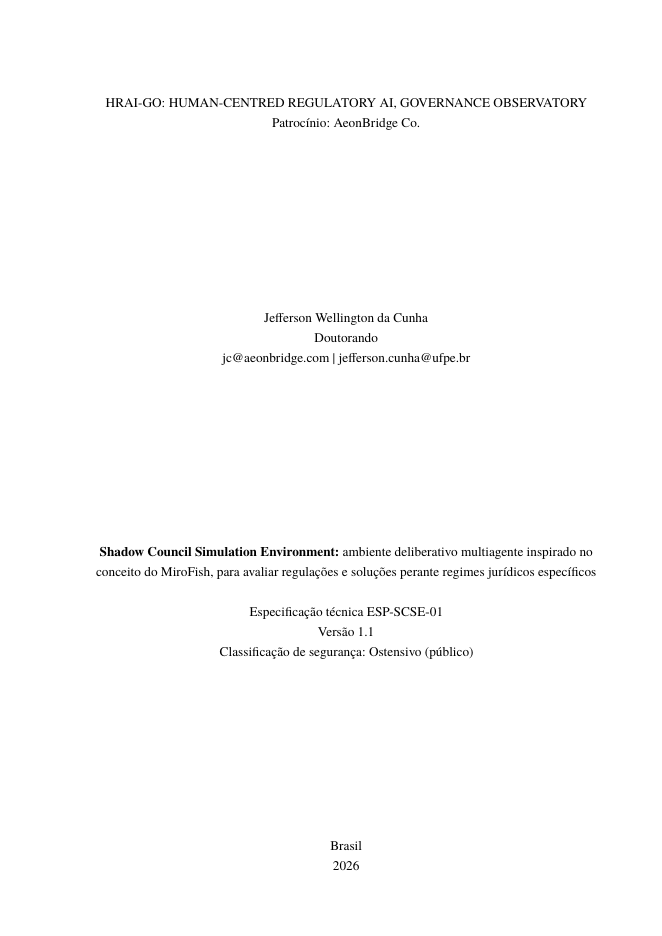 HRAI-GO: HUMAN-CENTRED REGULATORY AI, GOVERNANCE OBSERVATORY
Patrocínio: AeonBridge Co.
Jefferson Wellington da Cunha
Doutorando
jc@aeonbridge.com | jefferson.cunha@ufpe.br
Shadow Council Simulation Environment: ambiente deliberativo multiagente inspirado no
conceito do MiroFish, para avaliar regulações e soluções perante regimes jurídicos específicos
Especificação técnica ESP-SCSE-01
Versão 1.1
Classificação de segurança: Ostensivo (público)
Brasil
2026